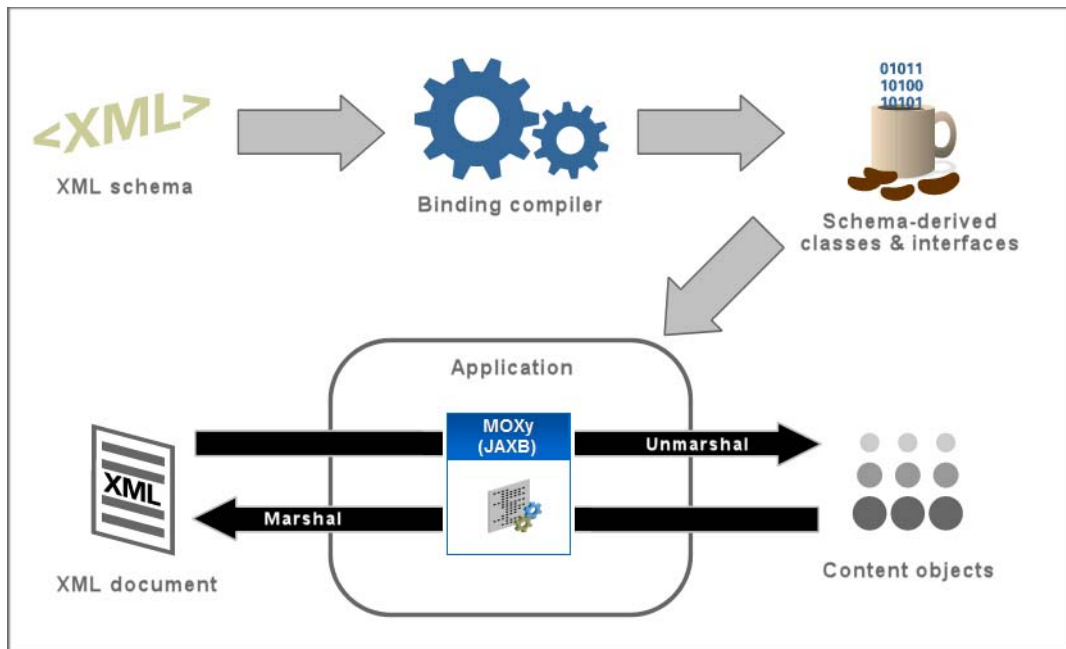 <XML>
XML schema
Binding compiler
01011
10100
10101
Schema-derived
classes & interfaces
Application
MOXy
(JAXB)
Unmarshal
XML
Marshal
XML document
Content objects